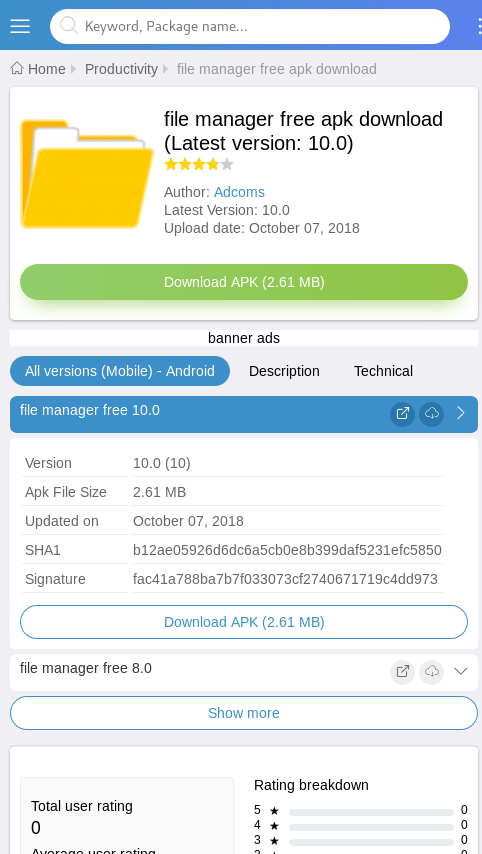 Keyword, Package name...
Home Productivity file manager free apk download
file manager free apk download
(Latest version: 10.0)
Author: Adcoms
Latest Version: 10.0
Upload date: October 07, 2018
Download APK (2.61 MB)
banner ads
All versions (Mobile) - Android Description Technical
file manager free 10.0
Version 10.0 (10)
Apk File Size 2.61 MB
Updated on October 07, 2018
SHA1 b12ae05926d6dc6a5cb0e8b399daf5231efc5850
Signature fac41a788ba7b7f033073cf2740671719c4dd973
Download APK (2.61 MB)
file manager free 8.0
Show more
Total user rating
0
Average user rating
Rating breakdown
5 ★ 0
4 ★ 0
3 ★ 0